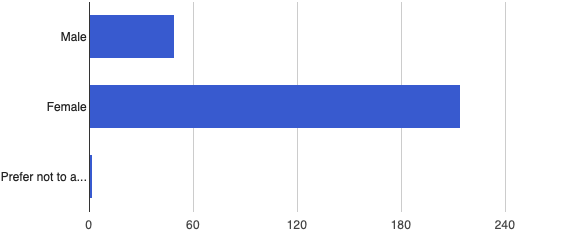 Male
Female
Prefer not to a...
0 60 120 180 240